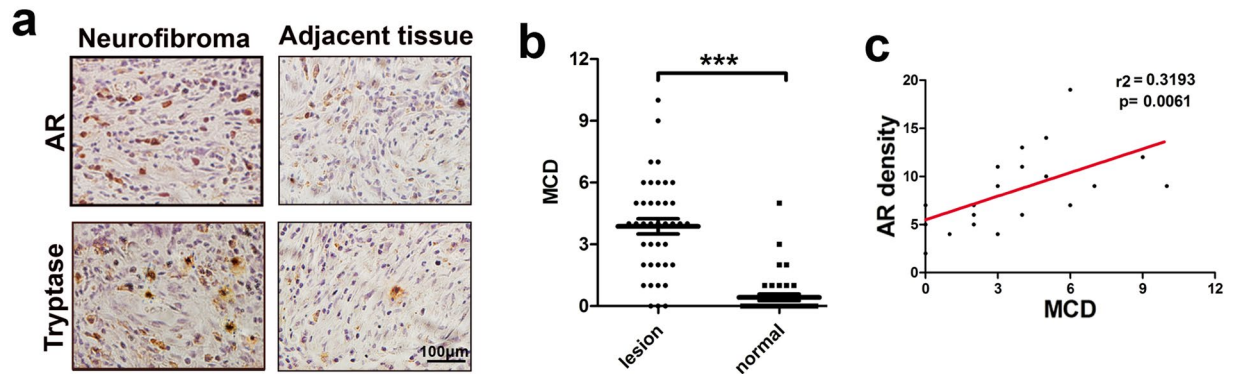 a
Neurofibroma
Adjacent tissue
AR
Tryptase
100μm
b
***
12
9
6
3
0
MCD
lesion
normal
c
r2 = 0.3193
p= 0.0061
20
15
10
5
0
AR density
0 3 6 9 12
MCD